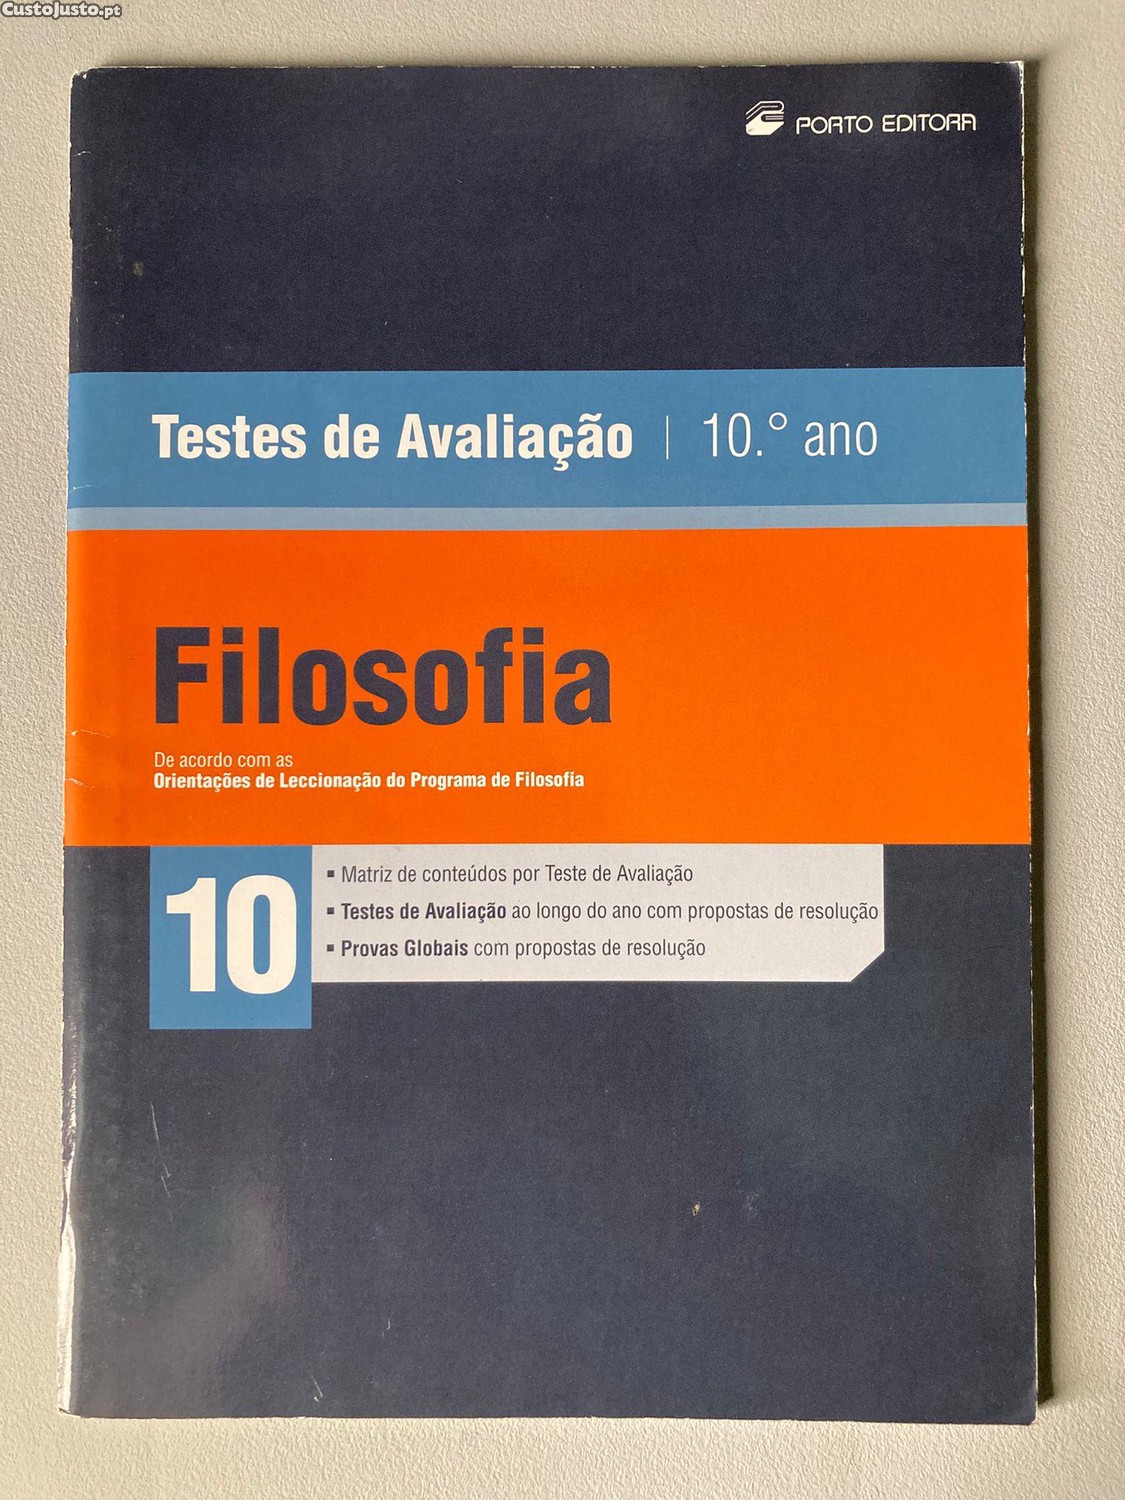 CustoJusto.pt
PORTO EDITORA
Testes de Avaliação | 10.° ano
Filosofia
De acordo com as
Orientações de Leccionação do Programa de Filosofia
10
▪ Matriz de conteúdos por Teste de Avaliação
▪ Testes de Avaliação ao longo do ano com propostas de resolução
▪ Provas Globais com propostas de resolução